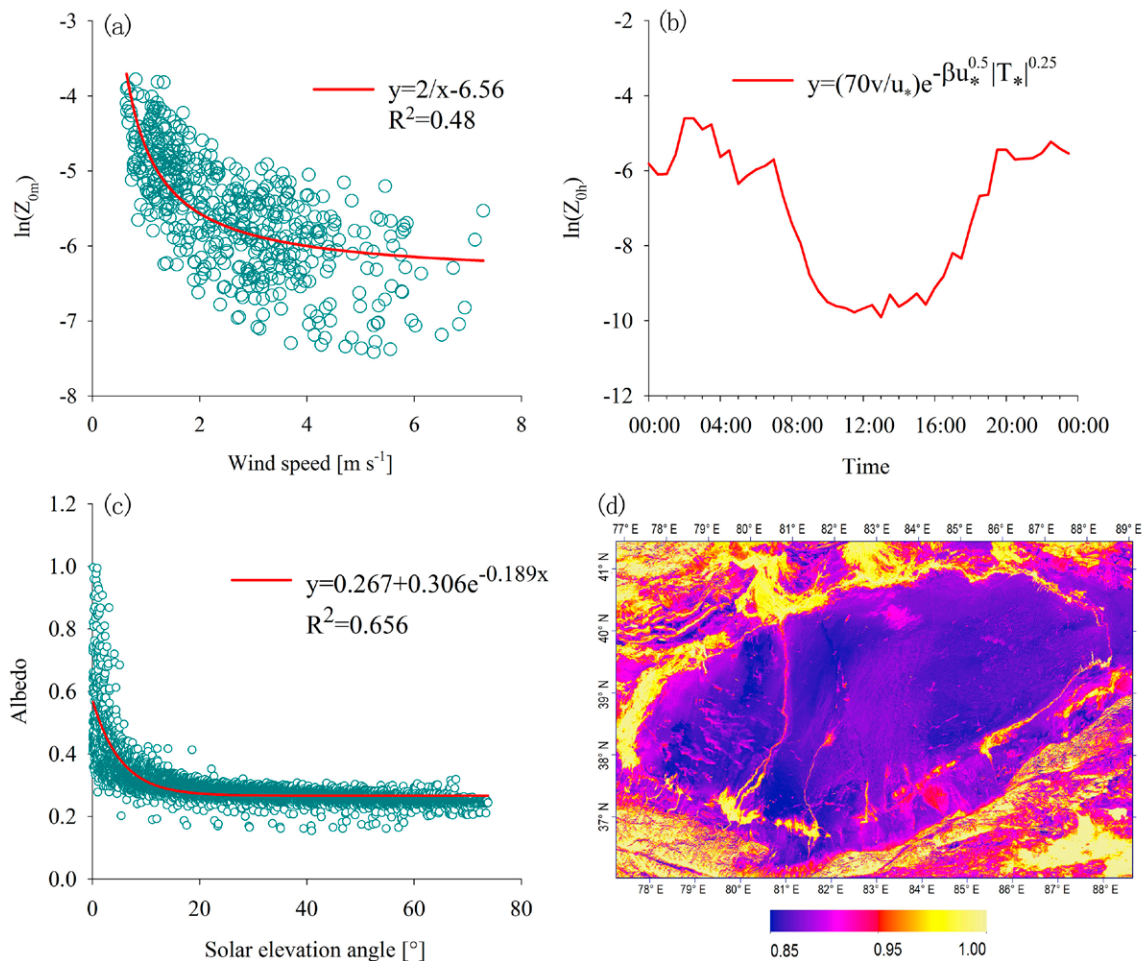 (a)
-3
-4
-5
-6
-7
-8
ln(Z0m)
y=2/x-6.56
R²=0.48
0 2 4 6 8
Wind speed [m s⁻¹]
(b)
-2
-4
-6
-8
-10
-12
ln(Z0h)
y=(70v/u*)e^-βu*^0.5|T*|^0.25
00:00 04:00 08:00 12:00 16:00 20:00 00:00
Time
(c)
1.2
1.0
0.8
0.6
0.4
0.2
0.0
Albedo
y=0.267+0.306e^-0.189x
R²=0.656
0 20 40 60 80
Solar elevation angle [°]
(d)
77° E 78° E 79° E 80° E 81° E 82° E 83° E 84° E 85° E 86° E 87° E 88° E 89° E
41° N
40° N
39° N
38° N
37° N
41° N
40° N
39° N
38° N
37° N
78° E 79° E 80° E 81° E 82° E 83° E 84° E 85° E 86° E 87° E 88° E
0.85 0.95 1.00